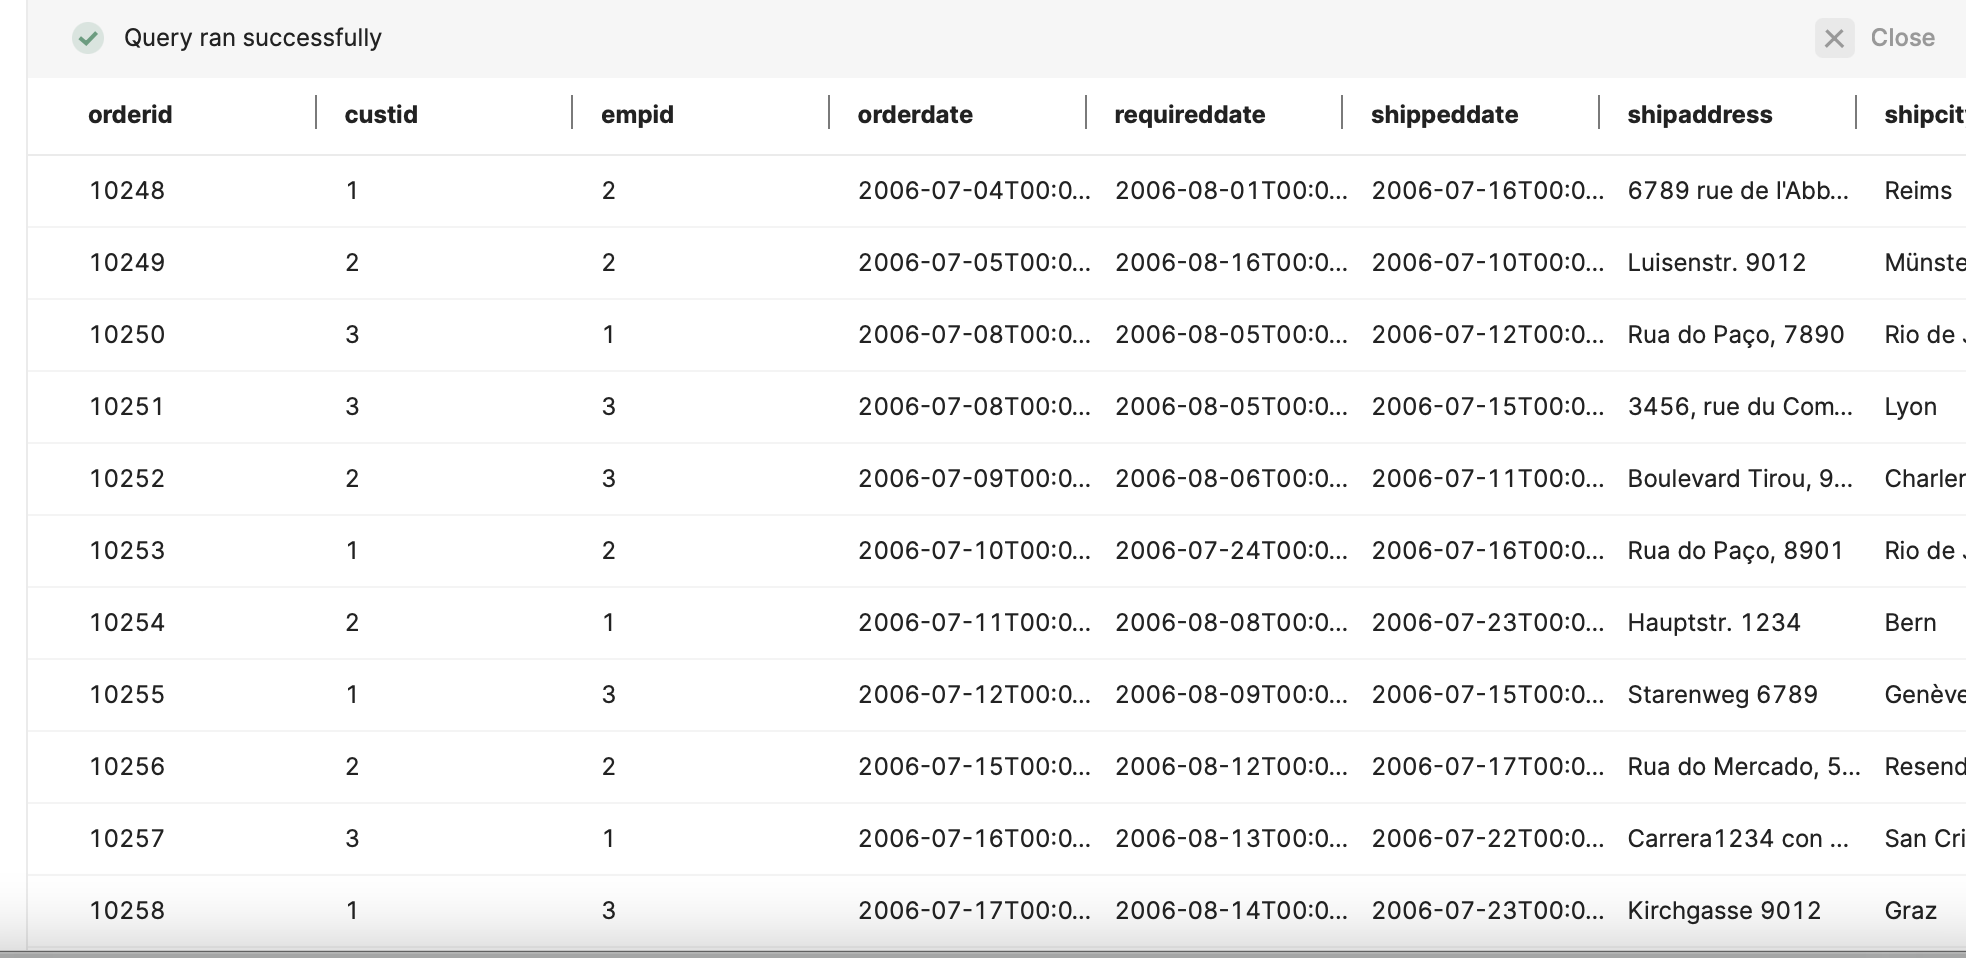 Query ran successfully Close
orderid custid empid orderdate requireddate shippeddate shipaddress shipcit
10248 1 2 2006-07-04T00:0... 2006-08-01T00:0... 2006-07-16T00:0... 6789 rue de l'Abb... Reims
10249 2 2 2006-07-05T00:0... 2006-08-16T00:0... 2006-07-10T00:0... Luisenstr. 9012 Münste
10250 3 1 2006-07-08T00:0... 2006-08-05T00:0... 2006-07-12T00:0... Rua do Paço, 7890 Rio de
10251 3 3 2006-07-08T00:0... 2006-08-05T00:0... 2006-07-15T00:0... 3456, rue du Com... Lyon
10252 2 3 2006-07-09T00:0... 2006-08-06T00:0... 2006-07-11T00:0... Boulevard Tirou, 9... Charler
10253 1 2 2006-07-10T00:0... 2006-07-24T00:0... 2006-07-16T00:0... Rua do Paço, 8901 Rio de
10254 2 1 2006-07-11T00:0... 2006-08-08T00:0... 2006-07-23T00:0... Hauptstr. 1234 Bern
10255 1 3 2006-07-12T00:0... 2006-08-09T00:0... 2006-07-15T00:0... Starenweg 6789 Genève
10256 2 2 2006-07-15T00:0... 2006-08-12T00:0... 2006-07-17T00:0... Rua do Mercado, 5... Resend
10257 3 1 2006-07-16T00:0... 2006-08-13T00:0... 2006-07-22T00:0... Carrera1234 con ... San Cri
10258 1 3 2006-07-17T00:0... 2006-08-14T00:0... 2006-07-23T00:0... Kirchgasse 9012 Graz